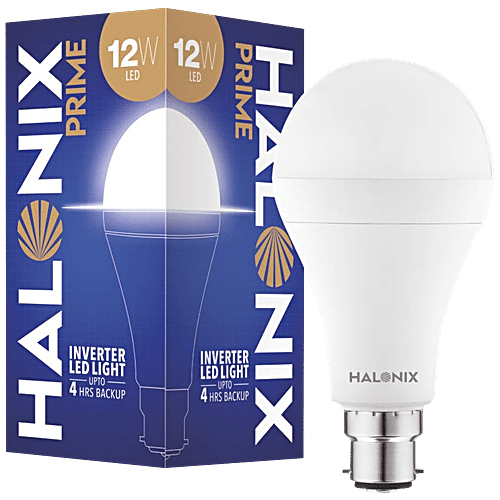 12W
LED
HALONIX
PRIME
INVERTER
LED LIGHT
UPTO
4 HRS BACKUP
12W
LED
HALONIX
PRIME
INVERTER
LED LIGHT
UPTO
4 HRS BACKUP
HALONIX